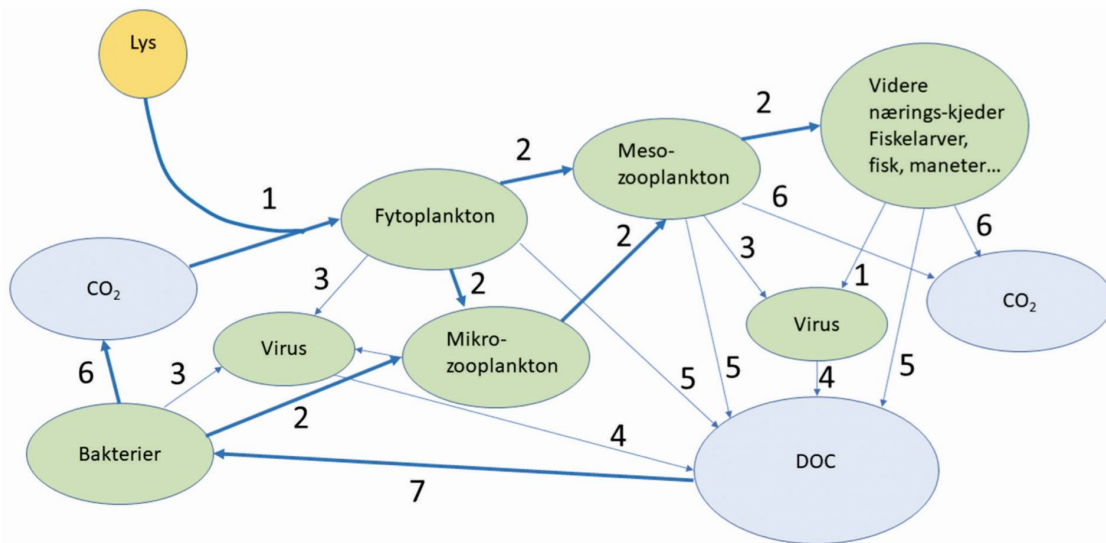 Lys
2
Videre
nærings-kjeder
Fiskelarver,
fisk, maneter...
2
Meso-
zooplankton
1
6
Fytoplankton
2
6
3
3
2
1
CO₂
CO₂
Virus
Virus
Mikro-
zooplankton
6
3
5
5
4
5
2
4
Bakterier
DOC
7